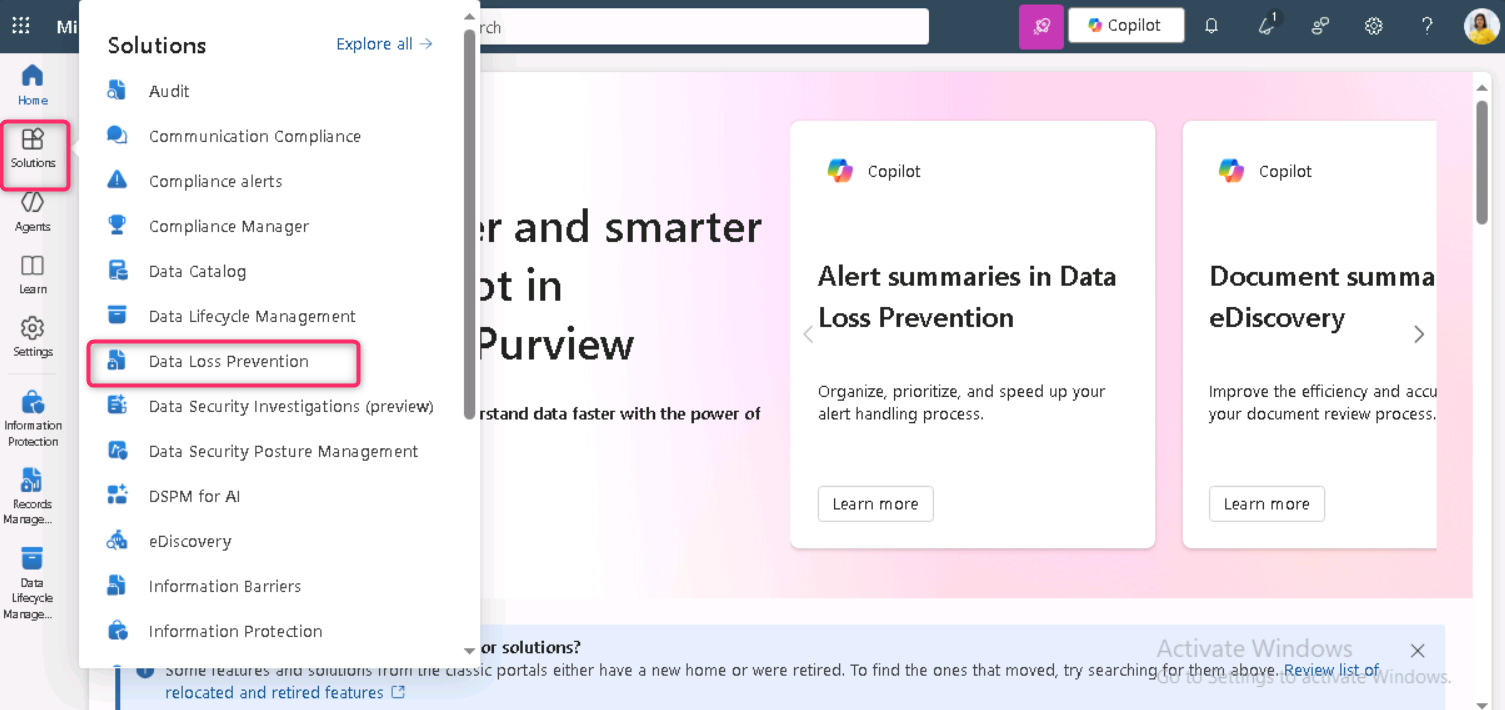 Mi
rch
Copilot
1
Home
Solutions
Agents
Learn
Settings
Information
Protection
Records
Manage...
Data
Lifecycle
Manage...
Solutions
Explore all →
Audit
Communication Compliance
Compliance alerts
Compliance Manager
Data Catalog
Data Lifecycle Management
Data Loss Prevention
Data Security Investigations (preview)
Data Security Posture Management
DSPM for AI
eDiscovery
Information Barriers
Information Protection
er and smarter
ot in
Purview
rstand data faster with the power of
Copilot
Alert summaries in Data
Loss Prevention
Organize, prioritize, and speed up your
alert handling process.
Learn more
Copilot
Document summa
eDiscovery
Improve the efficiency and accu
your document review process.
Learn more
or solutions?
Some features and solutions from the classic portals either have a new home or were retired. To find the ones that moved, try searching for them above. Review list of
relocated and retired features
Activate Windows
Go to Settings to activate Windows.